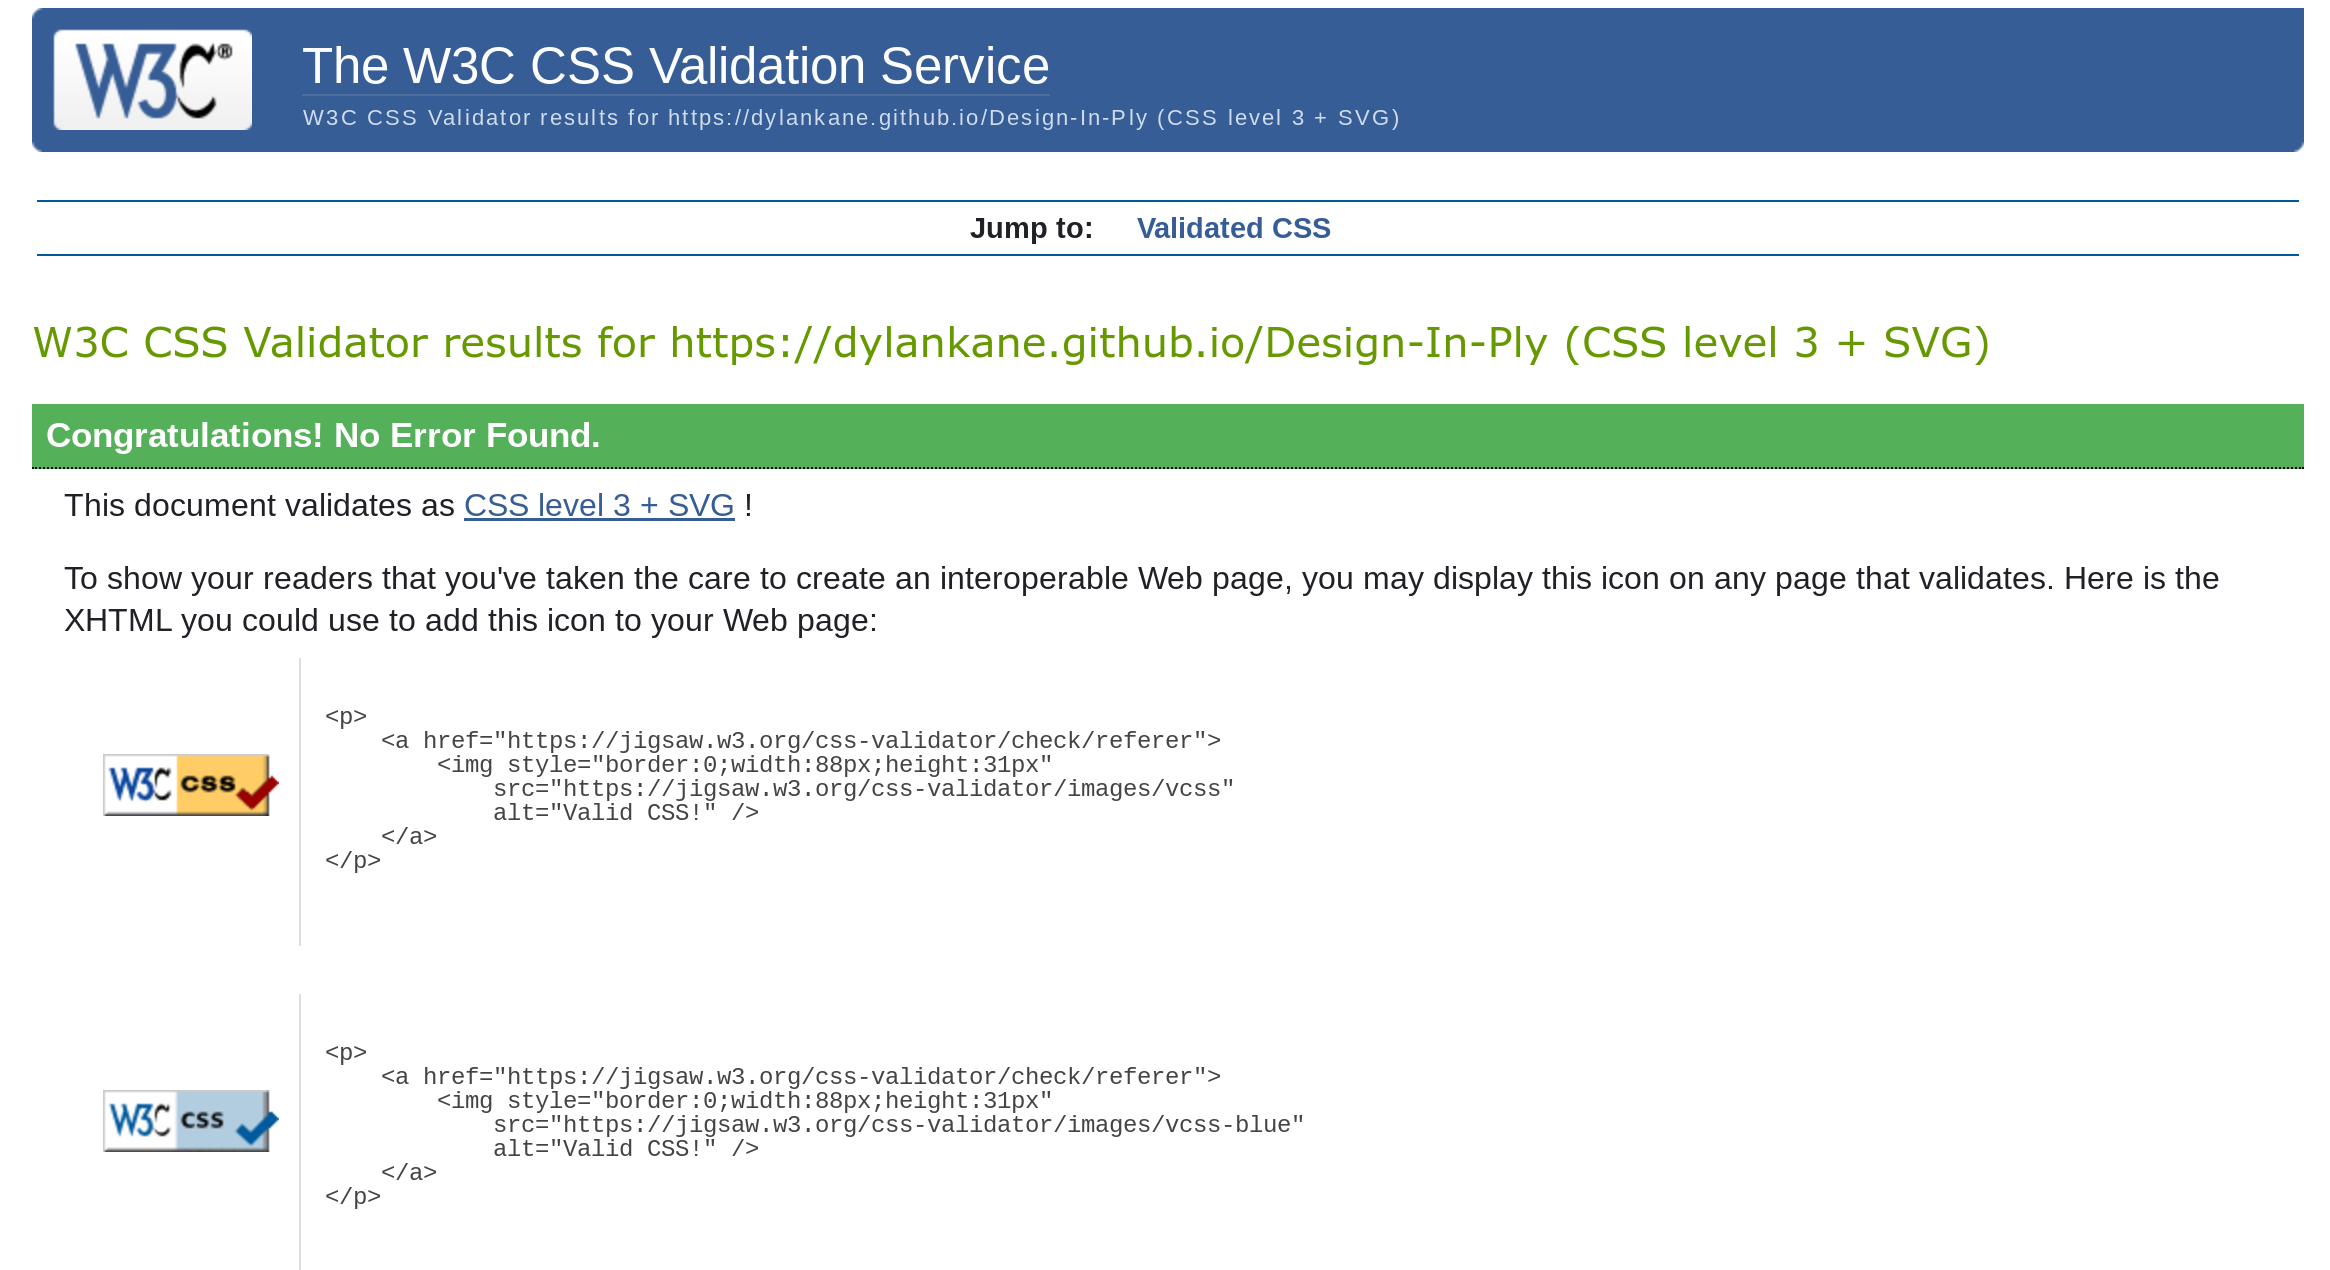 W3C®
The W3C CSS Validation Service
W3C CSS Validator results for https://dylankane.github.io/Design-In-Ply (CSS level 3 + SVG)
Jump to: Validated CSS
W3C CSS Validator results for https://dylankane.github.io/Design-In-Ply (CSS level 3 + SVG)
Congratulations! No Error Found.
This document validates as CSS level 3 + SVG !
To show your readers that you've taken the care to create an interoperable Web page, you may display this icon on any page that validates. Here is the
XHTML you could use to add this icon to your Web page:
W3C css
<p>
    <a href="https://jigsaw.w3.org/css-validator/check/referer">
        <img style="border:0;width:88px;height:31px"
            src="https://jigsaw.w3.org/css-validator/images/vcss"
            alt="Valid CSS!" />
    </a>
</p>
W3C css
<p>
    <a href="https://jigsaw.w3.org/css-validator/check/referer">
        <img style="border:0;width:88px;height:31px"
            src="https://jigsaw.w3.org/css-validator/images/vcss-blue"
            alt="Valid CSS!" />
    </a>
</p>